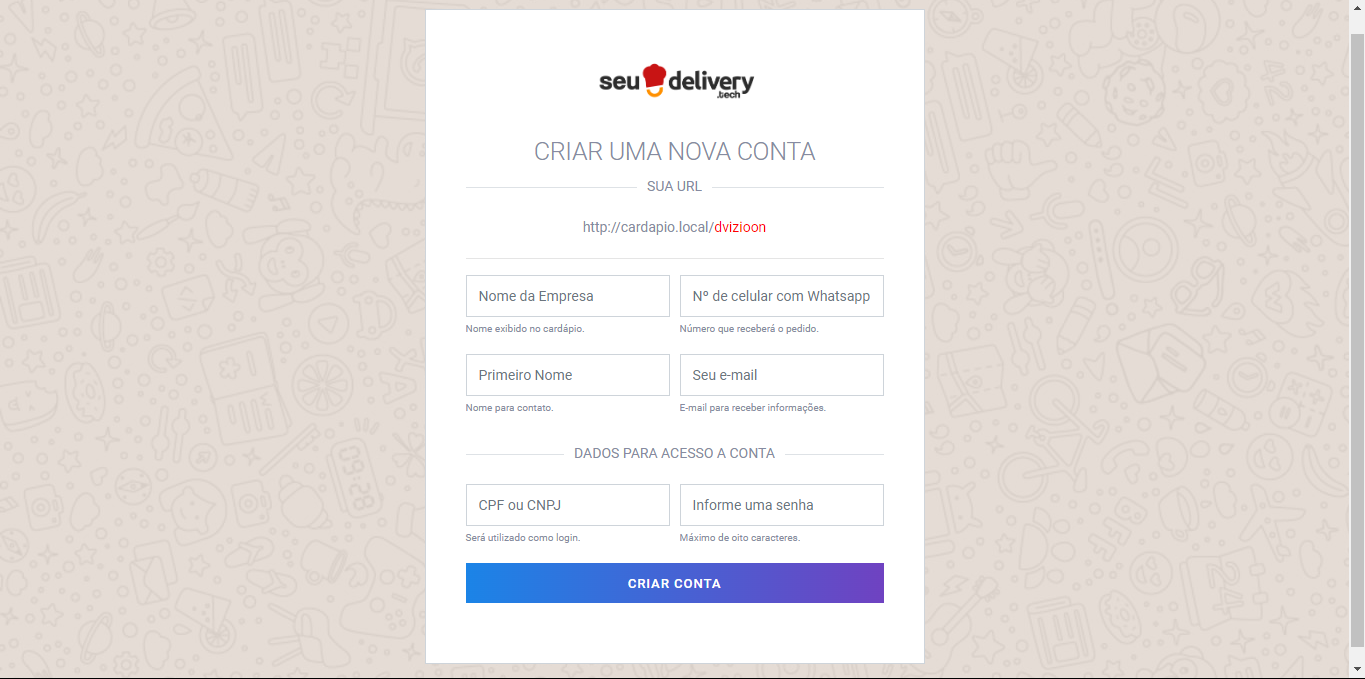 seu delivery
.tech
CRIAR UMA NOVA CONTA
SUA URL
http://cardapio.local/dvizioon
Nome da Empresa
Nº de celular com Whatsapp
Nome exibido no cardápio.
Número que receberá o pedido.
Primeiro Nome
Seu e-mail
Nome para contato.
E-mail para receber informações.
DADOS PARA ACESSO A CONTA
CPF ou CNPJ
Informe uma senha
Será utilizado como login.
Máximo de oito caracteres.
CRIAR CONTA
09:28